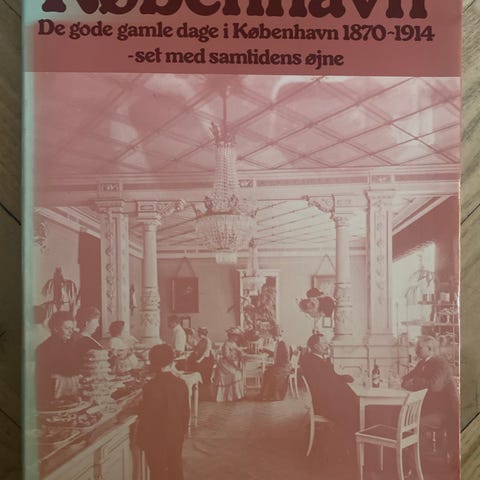 København
De gode gamle dage i København 1870-1914
-set med samtidens øjne